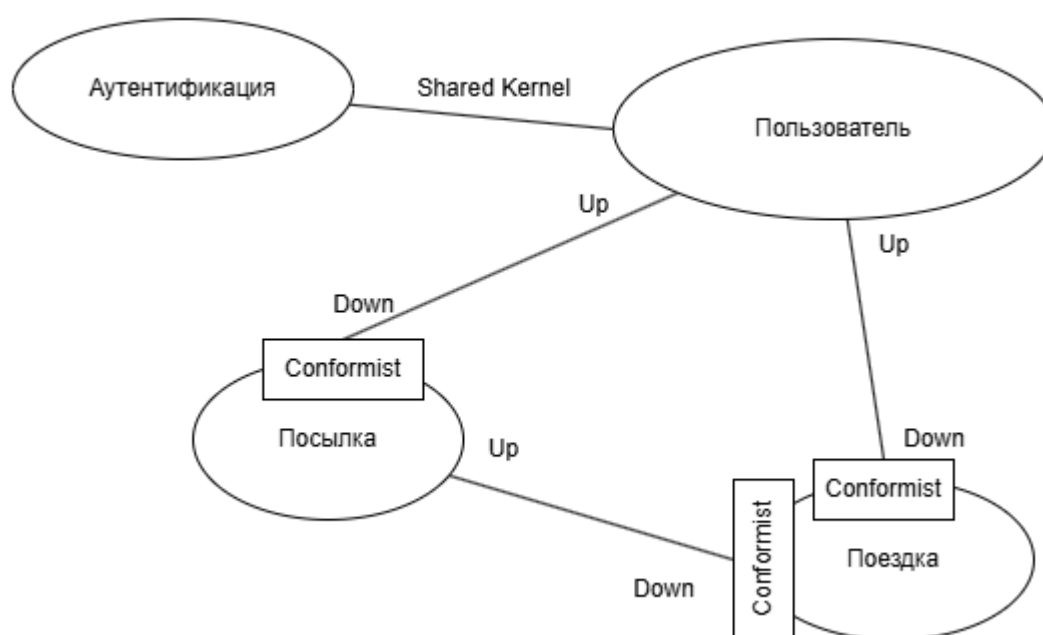 Аутентификация
Shared Kernel
Пользователь
Up
Up
Down
Conformist
Посылка
Up
Down
Conformist
Conformist
Поездка
Down